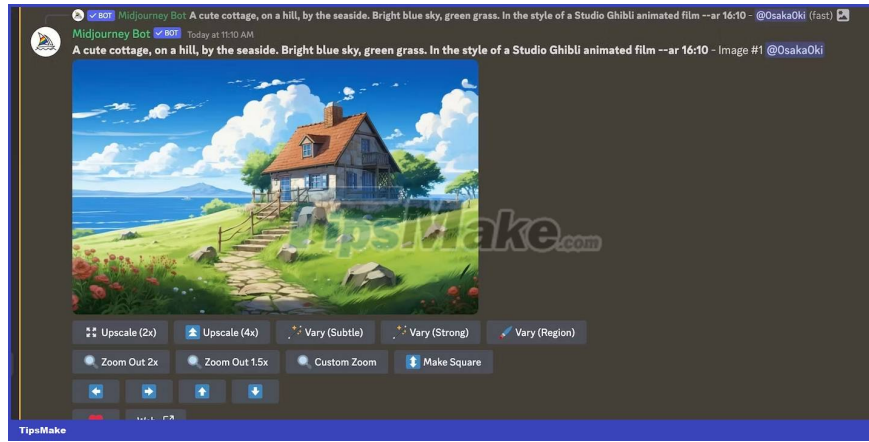 BOT Midjourney Bot A cute cottage, on a hill, by the seaside. Bright blue sky, green grass. In the style of a Studio Ghibli animated film --ar 16:10 - @0saka0ki (fast)
Midjourney Bot BOT Today at 11:10 AM
A cute cottage, on a hill, by the seaside. Bright blue sky, green grass. In the style of a Studio Ghibli animated film --ar 16:10 - Image #1 @0saka0ki
TipsMake.com
Upscale (2x) Upscale (4x) Vary (Subtle) Vary (Strong) Vary (Region)
Zoom Out 2x Zoom Out 1.5x Custom Zoom Make Square
TipsMake